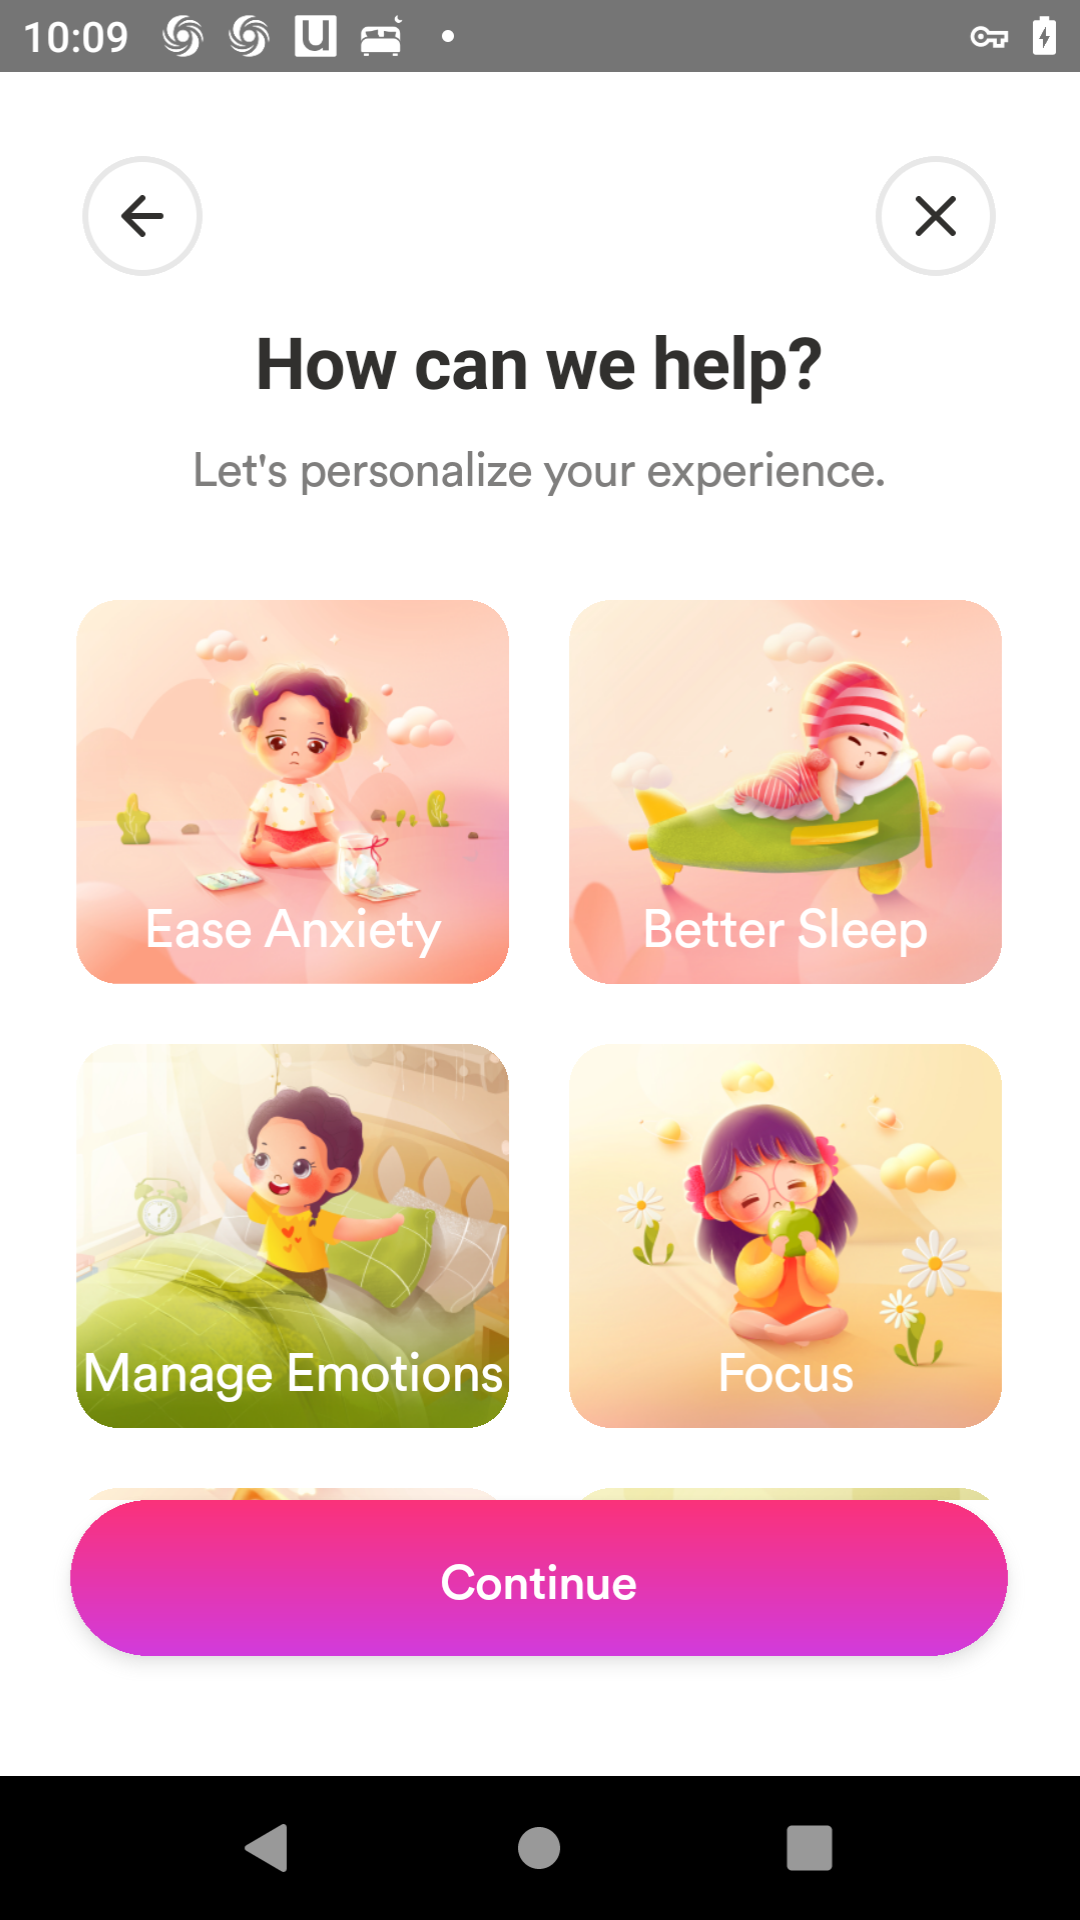 10:09
How can we help?
Let's personalize your experience.
Ease Anxiety
Better Sleep
Manage Emotions
Focus
Continue